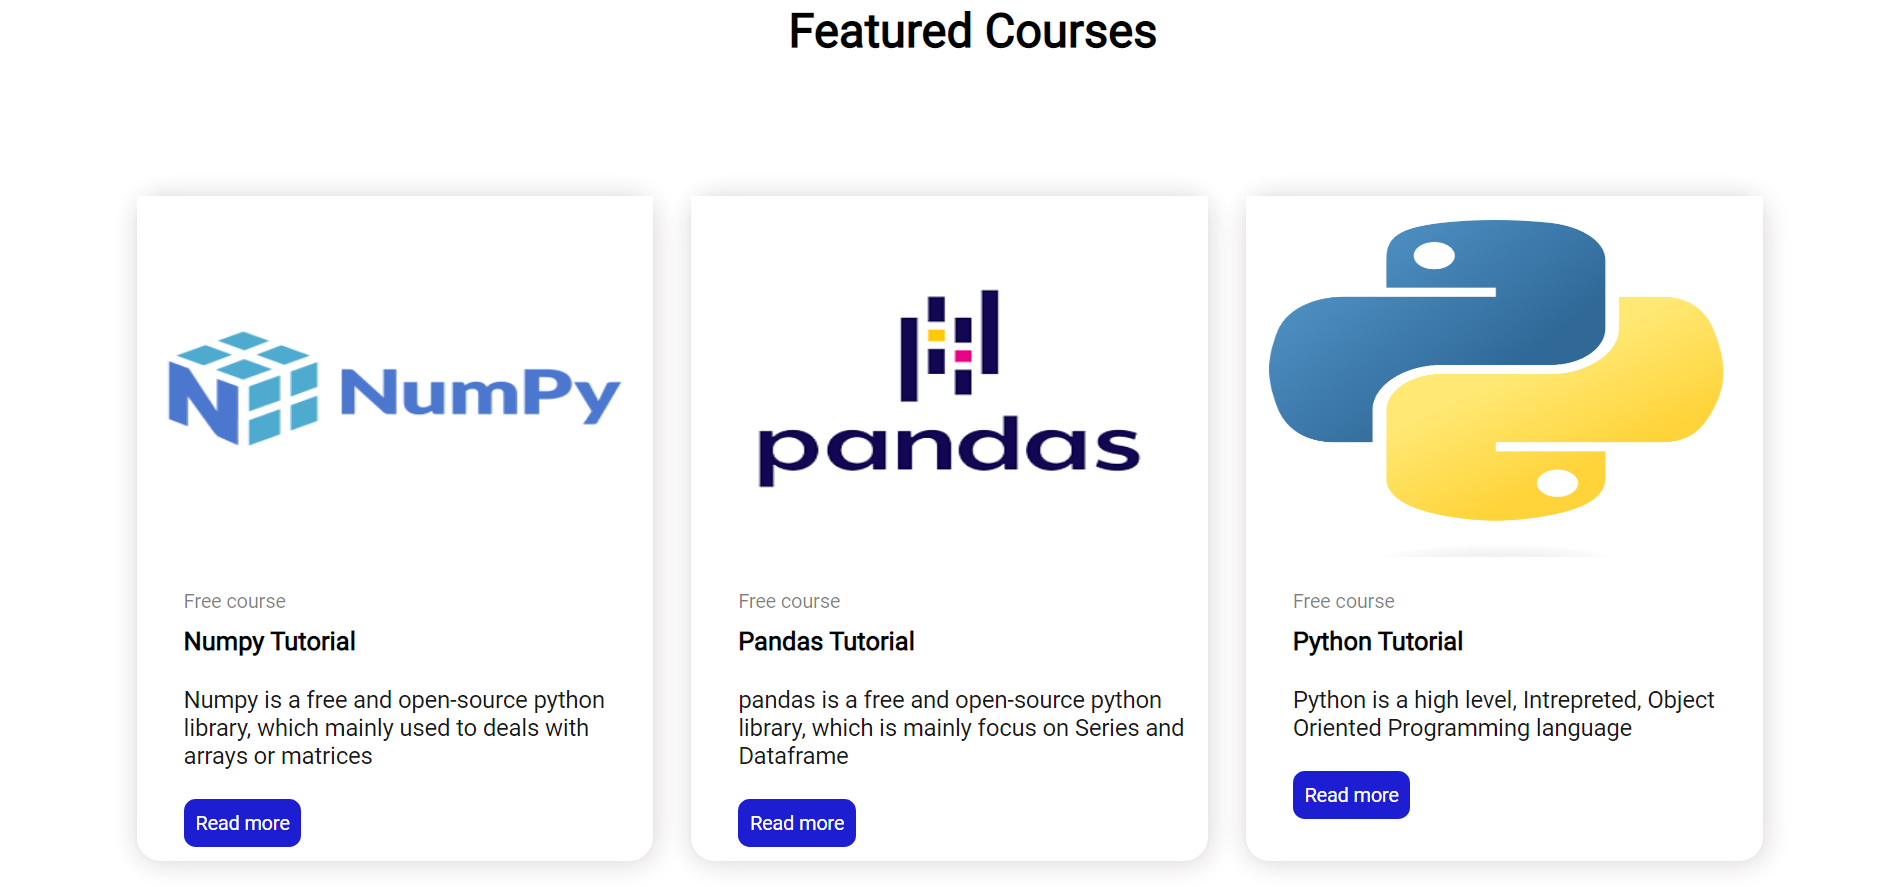 Featured Courses
NumPy
pandas
Free course
Numpy Tutorial
Numpy is a free and open-source python
library, which mainly used to deals with
arrays or matrices
Read more
Free course
Pandas Tutorial
pandas is a free and open-source python
library, which is mainly focus on Series and
Dataframe
Read more
Free course
Python Tutorial
Python is a high level, Intrepreted, Object
Oriented Programming language
Read more